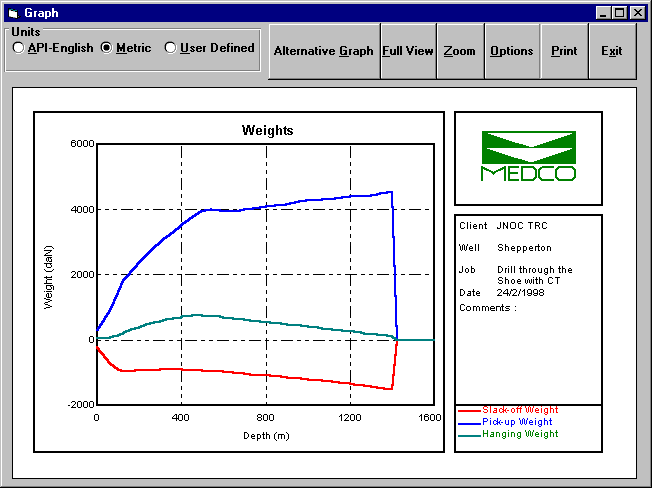 Graph
Units
API-English Metric User Defined
Alternative Graph Full View Zoom Options Print Exit
Weights
6000
4000
2000
0
-2000
Weight (daN)
0 400 800 1200 1600
Depth (m)
MEDCO
Client JNOC TRC
Well Shepperton
Job Drill through the
Shoe with CT
Date 24/2/1998
Comments :
Slack-off Weight
Pick-up Weight
Hanging Weight